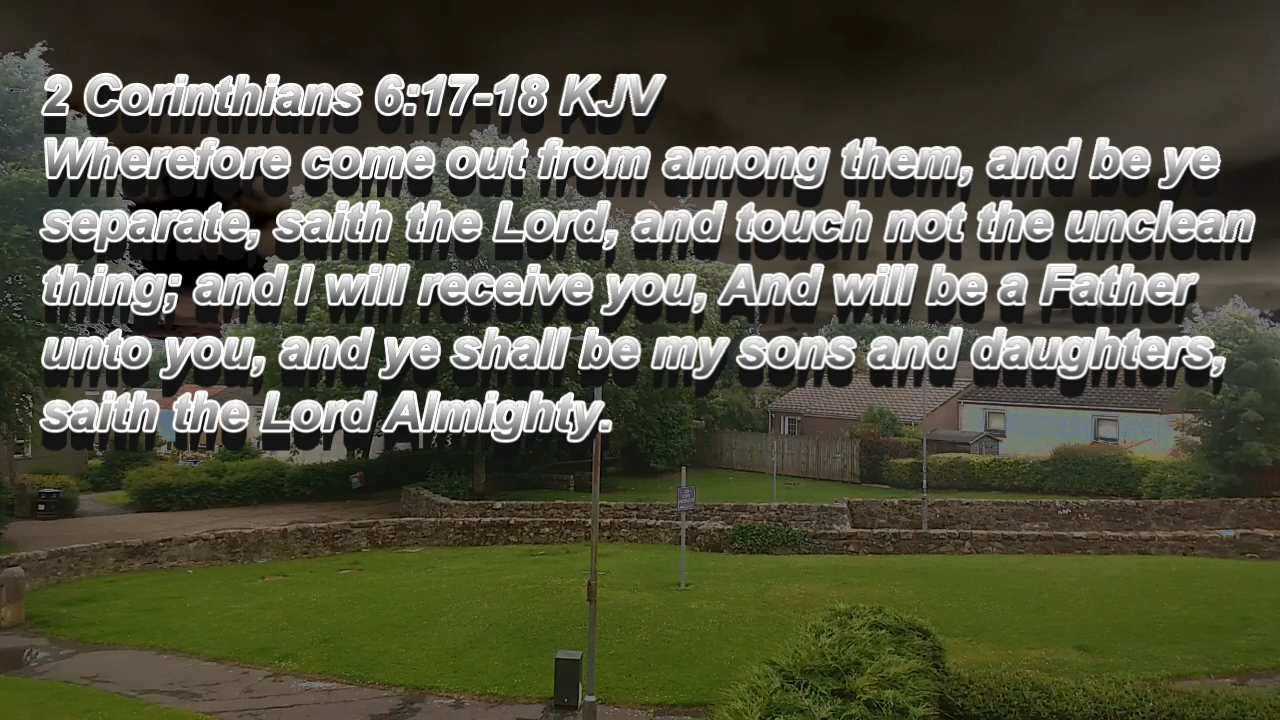 2 Corinthians 6:17-18 KJV
Wherefore come out from among them, and be ye
separate, saith the Lord, and touch not the unclean
thing; and I will receive you, And will be a Father
unto you, and ye shall be my sons and daughters,
saith the Lord Almighty.